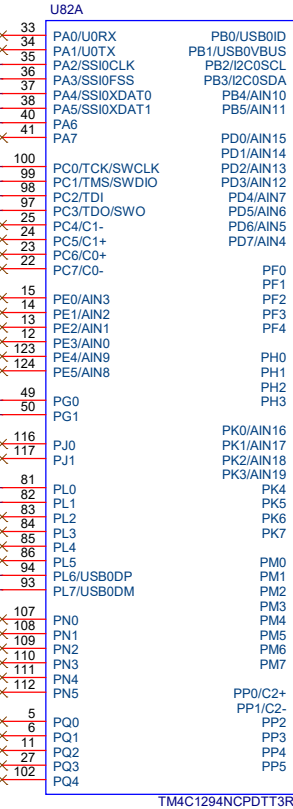 U82A
33 PA0/U0RX PB0/USB0ID
34 PA1/U0TX PB1/USB0VBUS
35 PA2/SSI0CLK PB2/I2C0SCL
36 PA3/SSI0FSS PB3/I2C0SDA
37 PA4/SSI0XDAT0 PB4/AIN10
38 PA5/SSI0XDAT1 PB5/AIN11
40 PA6
41 PA7 PD0/AIN15
PD1/AIN14
100 PC0/TCK/SWCLK PD2/AIN13
99 PC1/TMS/SWDIO PD3/AIN12
98 PC2/TDI PD4/AIN7
97 PC3/TDO/SWO PD5/AIN6
25 PC4/C1- PD6/AIN5
24 PC5/C1+ PD7/AIN4
23 PC6/C0+
22 PC7/C0- PF0
PF1
15 PE0/AIN3 PF2
14 PE1/AIN2 PF3
13 PE2/AIN1 PF4
12 PE3/AIN0
123 PE4/AIN9 PH0
124 PE5/AIN8 PH1
PH2
49 PG0 PH3
50 PG1
PK0/AIN16
116 PJ0 PK1/AIN17
117 PJ1 PK2/AIN18
PK3/AIN19
81 PL0 PK4
82 PL1 PK5
83 PL2 PK6
84 PL3 PK7
85 PL4
86 PL5 PM0
94 PL6/USB0DP PM1
93 PL7/USB0DM PM2
PM3
107 PN0 PM4
108 PN1 PM5
109 PN2 PM6
110 PN3 PM7
111 PN4
112 PN5 PP0/C2+
PP1/C2-
5 PQ0 PP2
6 PQ1 PP3
11 PQ2 PP4
27 PQ3 PP5
102 PQ4
TM4C1294NCPDTT3R